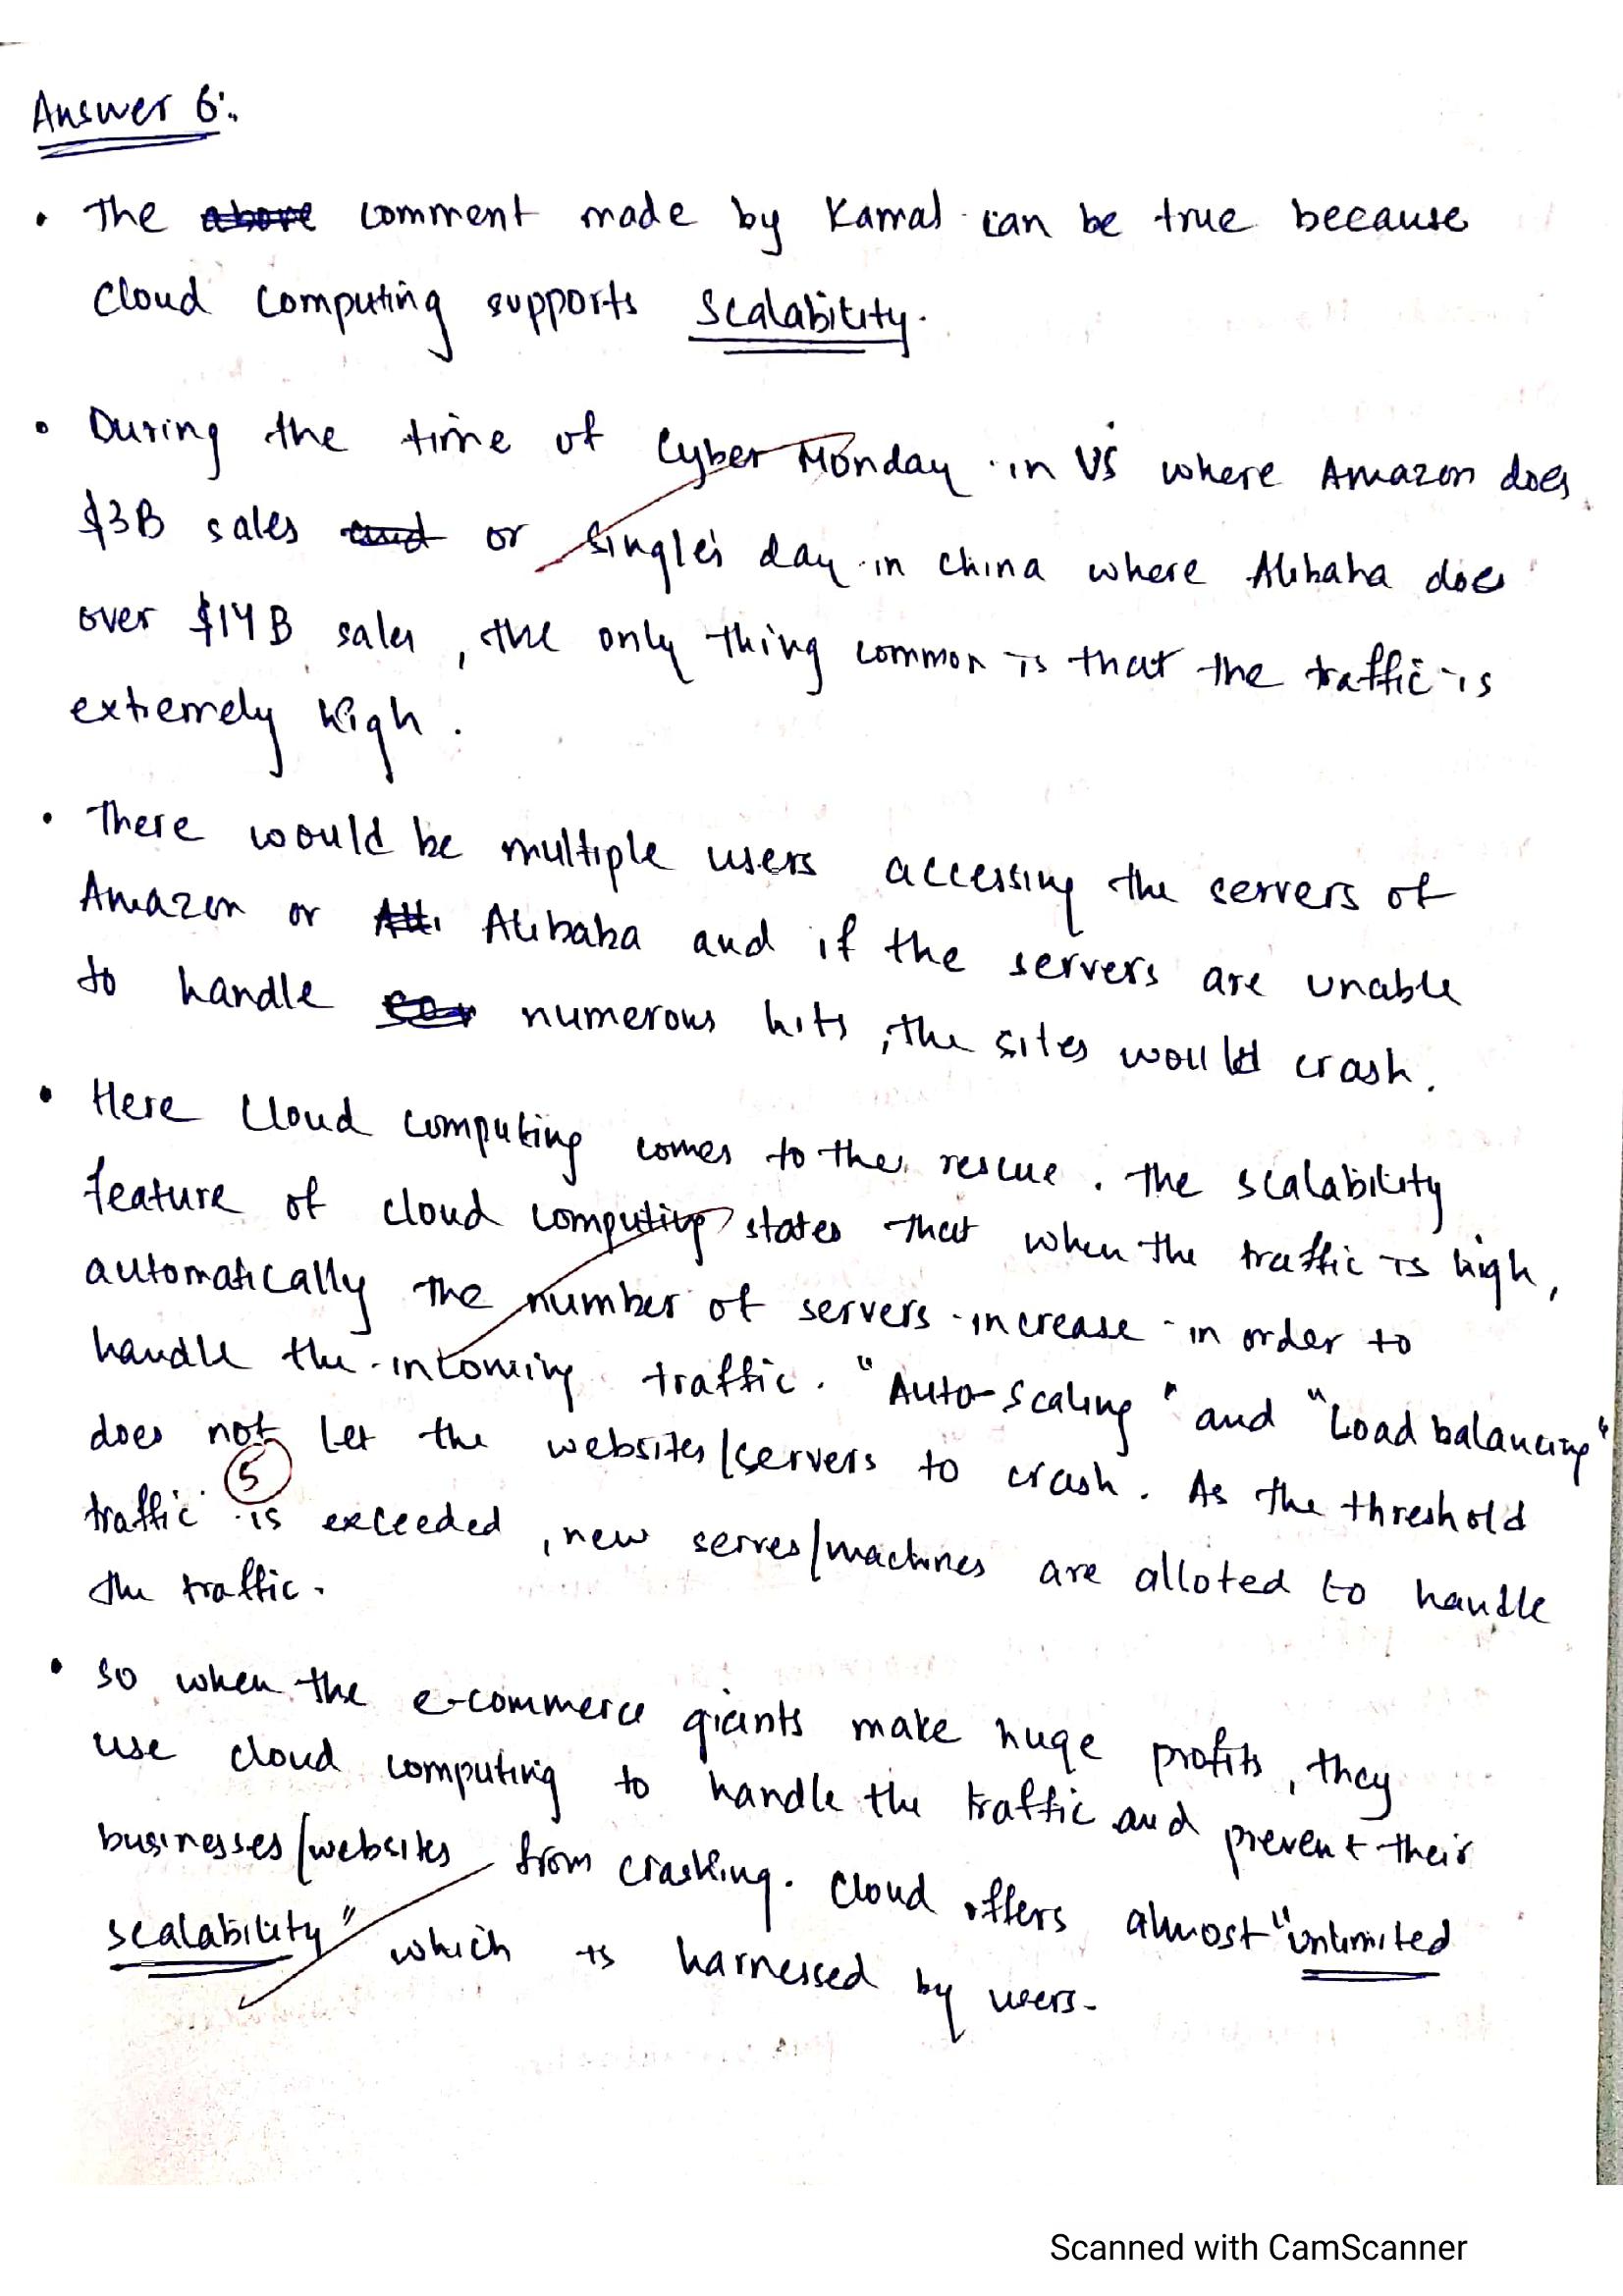 Answer 6:
• The above comment made by Kamal can be true because
Cloud Computing supports scalability.
• During the time of Cyber Monday in US where Amazon does
$3B sales and or Single's day in China where Alibaba does
over $14B sales, the only thing common is that the traffic is
extremely high.
• There would be multiple users accessing the servers of
Amazon or Ali Alibaba and if the servers are unable
to handle numerous hits, the sites would crash.
• Here Cloud computing comes to the rescue. The scalability
feature of cloud computing states that when the traffic is high,
automatically the number of servers increase in order to
handle the incoming traffic. "Auto-scaling" and "Load balancing"
does not let the websites/servers to crash. As the threshold
5
traffic is exceeded, new serves/machines are alloted to handle
the traffic.
• So when the e-commerce giants make huge profits, they
use cloud computing to handle the traffic and prevent their
businesses/websites from crashing. Cloud offers almost "unlimited
scalability" which is harnessed by users.
Scanned with CamScanner